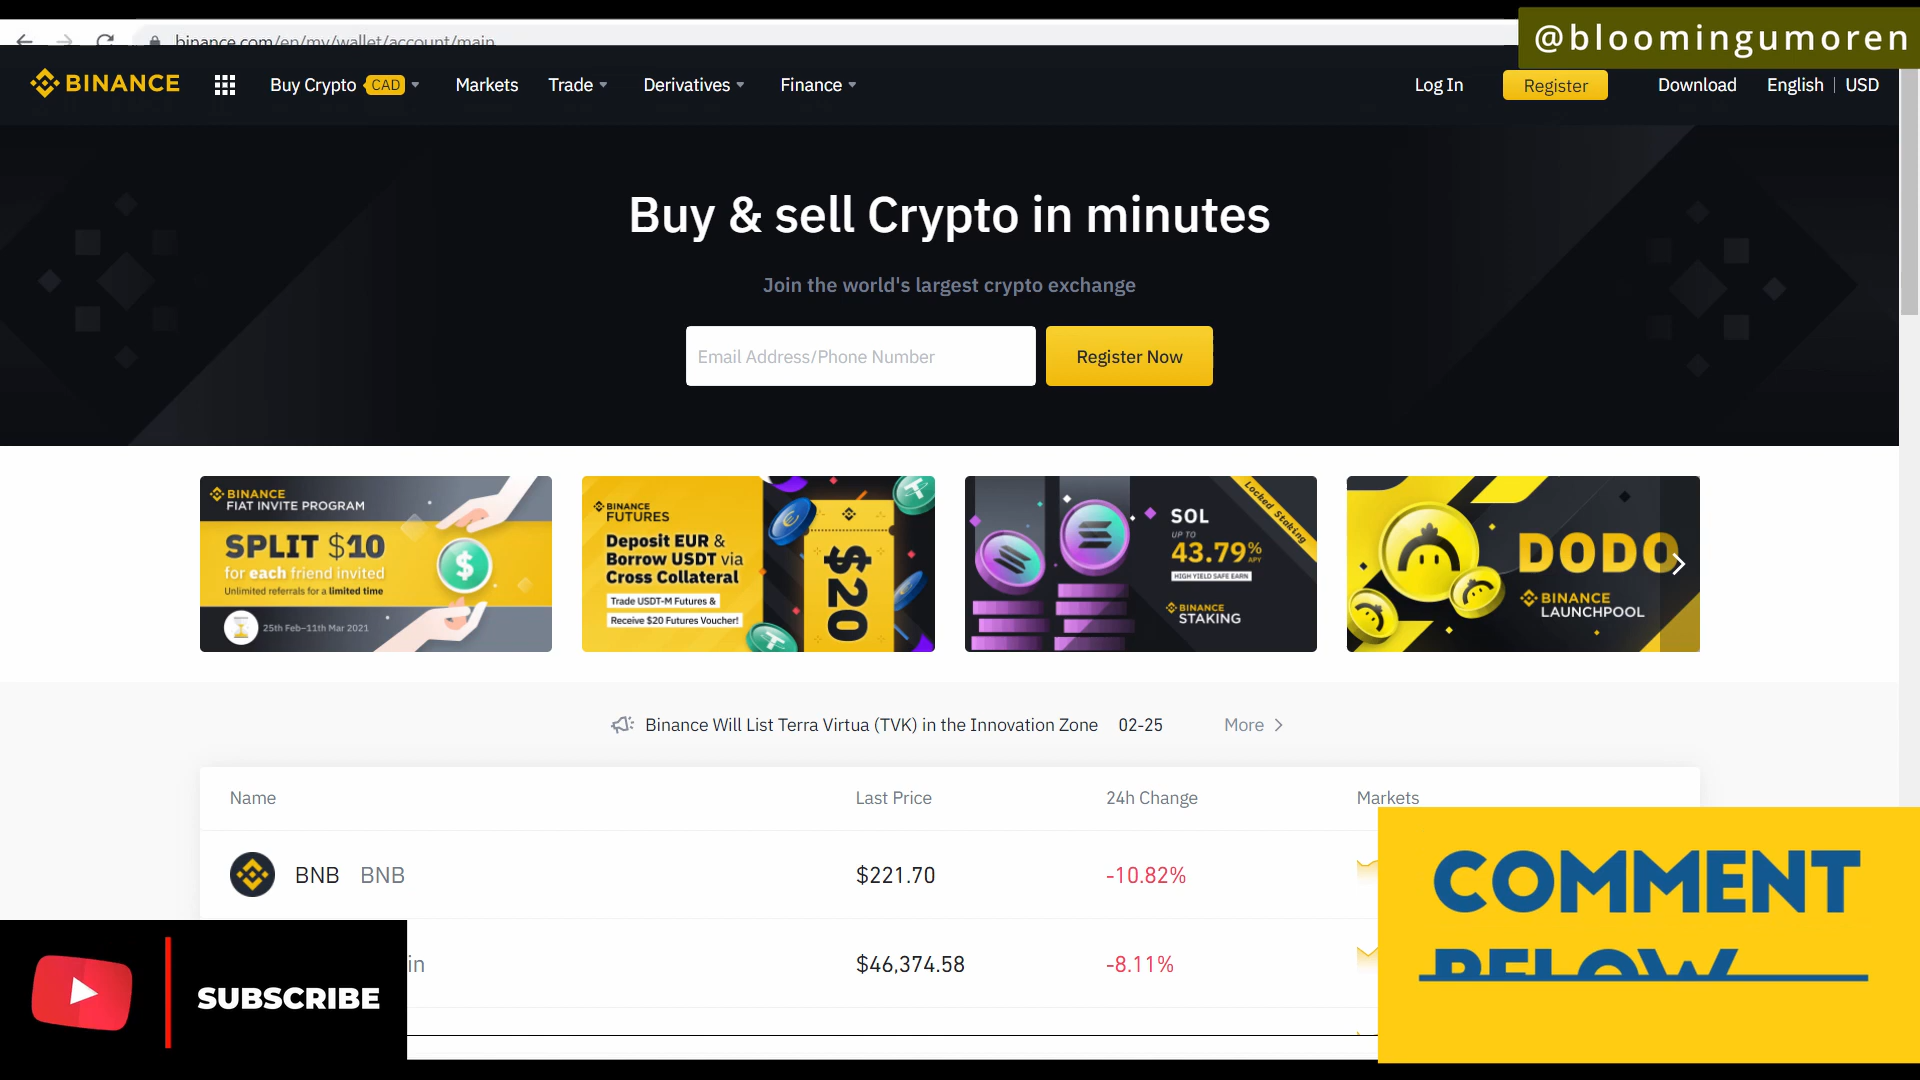 @bloomingumoren
binance.com/en/my/wallet/account/main
BINANCE
Buy Crypto CAD
Markets
Trade
Derivatives
Finance
Log In
Register
Download
English | USD
Buy & sell Crypto in minutes
Join the world's largest crypto exchange
Email Address/Phone Number
Register Now
BINANCE
FIAT INVITE PROGRAM
SPLIT $10
for each friend invited
Unlimited referrals for a limited time
25th Feb–11th Mar 2021
BINANCE
FUTURES
Deposit EUR &
Borrow USDT via
Cross Collateral
Trade USDT-M Futures &
Receive $20 Futures Voucher!
$20
Locked Staking
SOL
UP TO
43.79% APY
HIGH YIELD SAFE EARN
BINANCE
STAKING
DODO
BINANCE
LAUNCHPOOL
Binance Will List Terra Virtua (TVK) in the Innovation Zone 02-25 More
Name Last Price 24h Change Markets
BNB BNB $221.70 -10.82%
in $46,374.58 -8.11%
SUBSCRIBE
COMMENT
BELOW